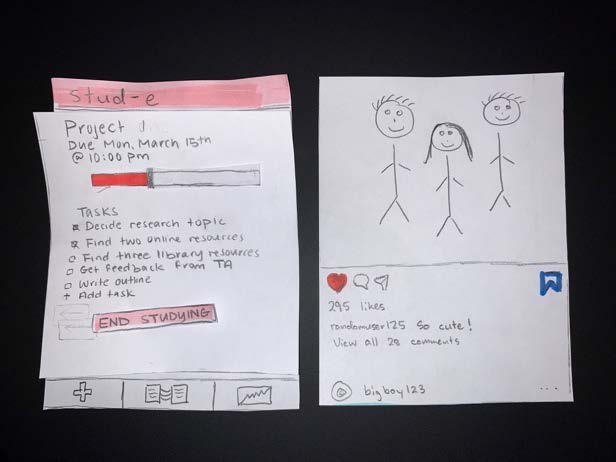 Stud-e
Project
Due Mon, March 15th
@ 10:00 pm
Tasks
Decide research topic
Find two online resources
Find three library resources
Get feedback from TA
Write outline
+ Add task
END STUDYING
295 likes
randomuser125 So cute!
View all 28 comments
bigboy123
...